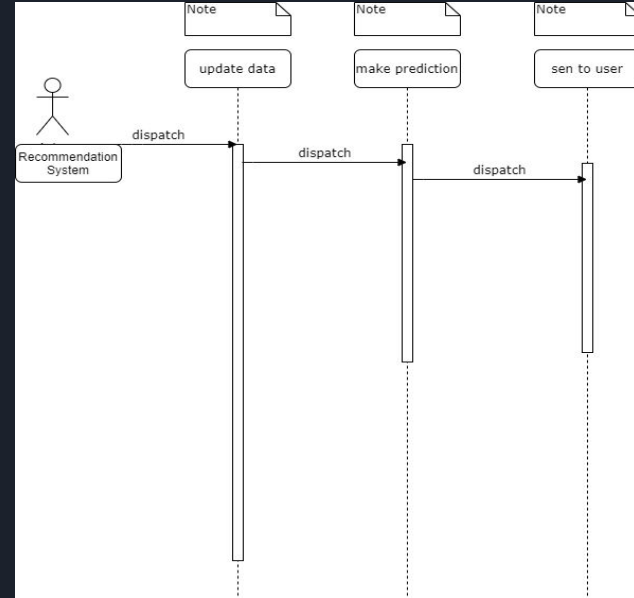 Note
Note
Note
update data
make prediction
sen to user
dispatch
dispatch
dispatch
Recommendation
System